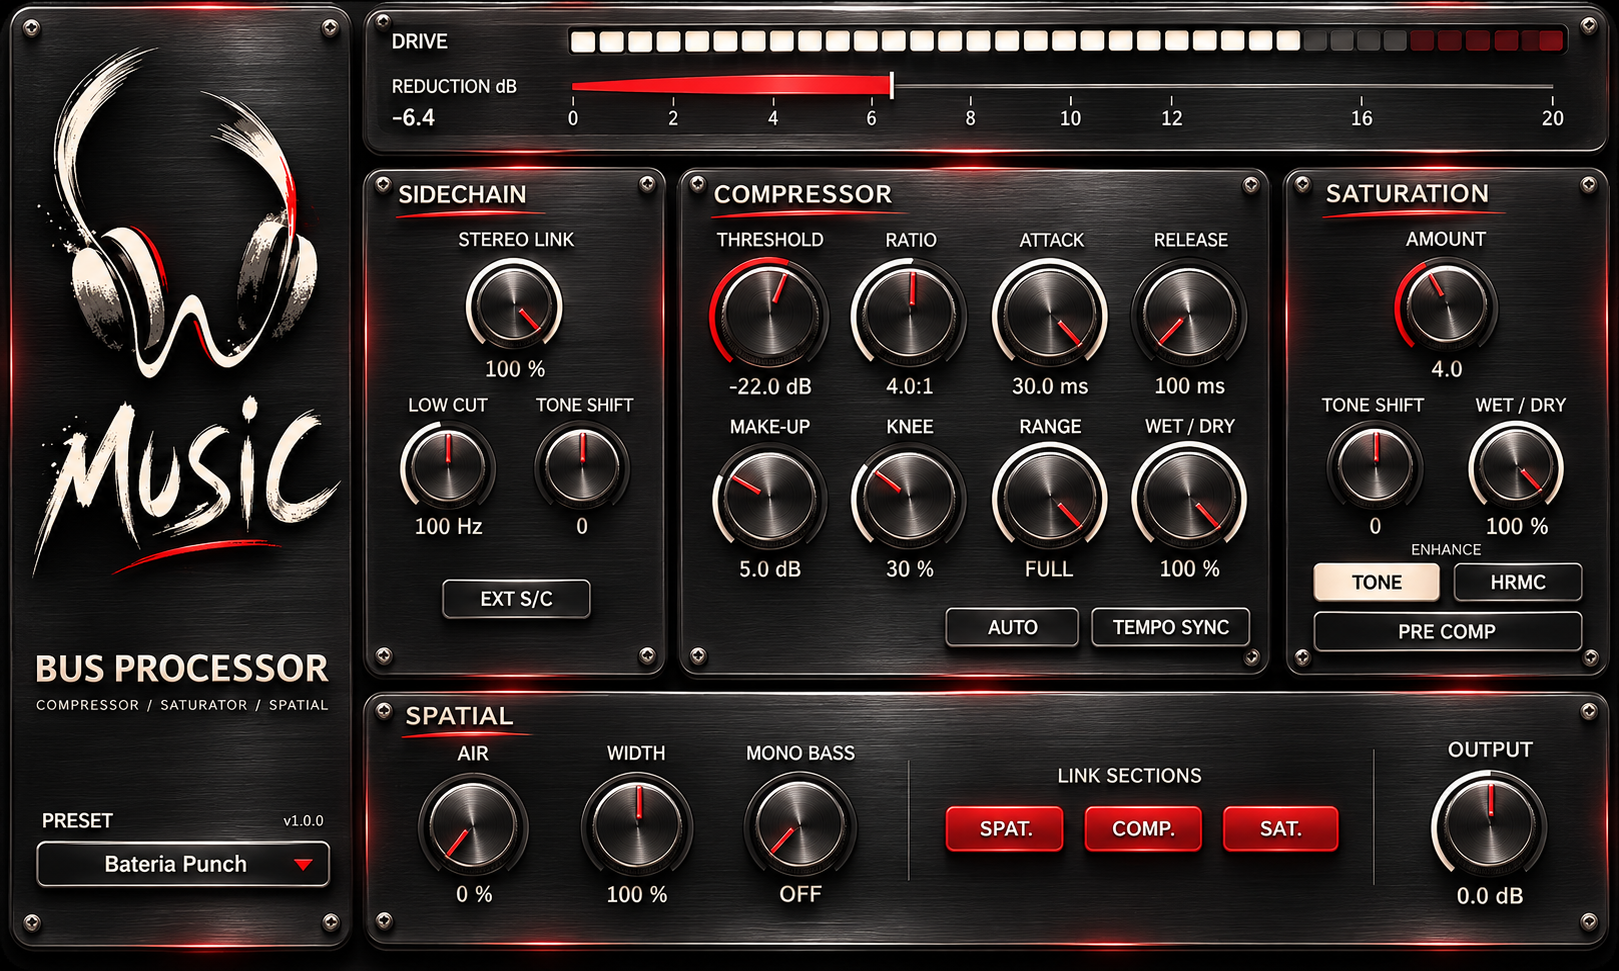 Music
BUS PROCESSOR
COMPRESSOR / SATURATOR / SPATIAL
PRESET
v1.0.0
Bateria Punch
DRIVE
REDUCTION dB
-6.4
0 2 4 6 8 10 12 16 20
SIDECHAIN
STEREO LINK
100 %
LOW CUT TONE SHIFT
100 Hz 0
EXT S/C
COMPRESSOR
THRESHOLD RATIO ATTACK RELEASE
-22.0 dB 4.0:1 30.0 ms 100 ms
MAKE-UP KNEE RANGE WET / DRY
5.0 dB 30 % FULL 100 %
AUTO TEMPO SYNC
SATURATION
AMOUNT
4.0
TONE SHIFT WET / DRY
0 100 %
ENHANCE
TONE HRMC
PRE COMP
SPATIAL
AIR WIDTH MONO BASS
0 % 100 % OFF
LINK SECTIONS
SPAT. COMP. SAT.
OUTPUT
0.0 dB